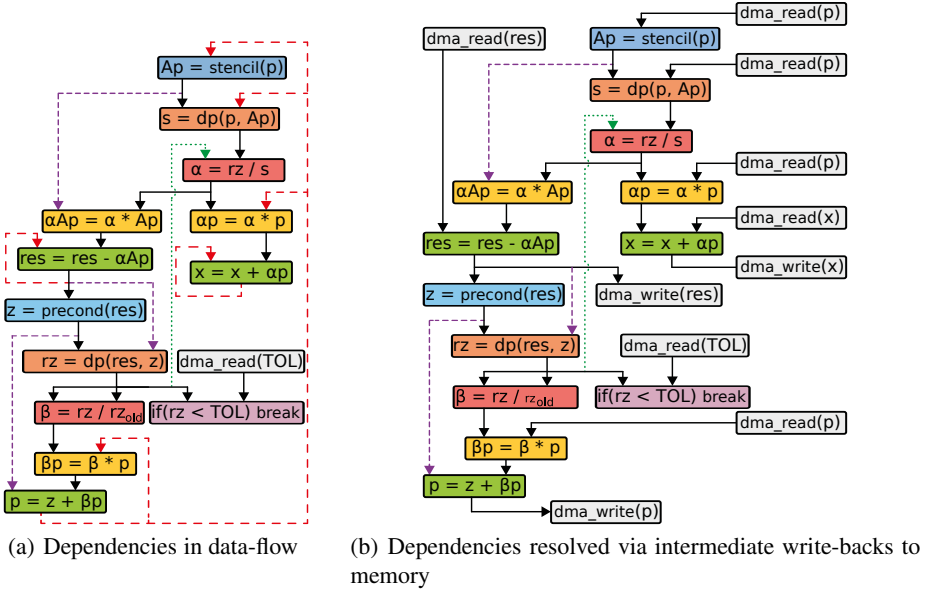 Ap = stencil(p)
s = dp(p, Ap)
α = rz / s
αAp = α * Ap
αp = α * p
res = res - αAp
x = x + αp
z = precond(res)
rz = dp(res, z)
dma_read(TOL)
β = rz / rzold
if(rz < TOL) break
βp = β * p
p = z + βp
(a) Dependencies in data-flow
dma_read(p)
dma_read(res)
Ap = stencil(p)
dma_read(p)
s = dp(p, Ap)
α = rz / s
dma_read(p)
αAp = α * Ap
αp = α * p
dma_read(x)
res = res - αAp
x = x + αp
dma_write(x)
z = precond(res)
dma_write(res)
rz = dp(res, z)
dma_read(TOL)
β = rz / rzold
if(rz < TOL) break
dma_read(p)
βp = β * p
p = z + βp
dma_write(p)
(b) Dependencies resolved via intermediate write-backs to
memory